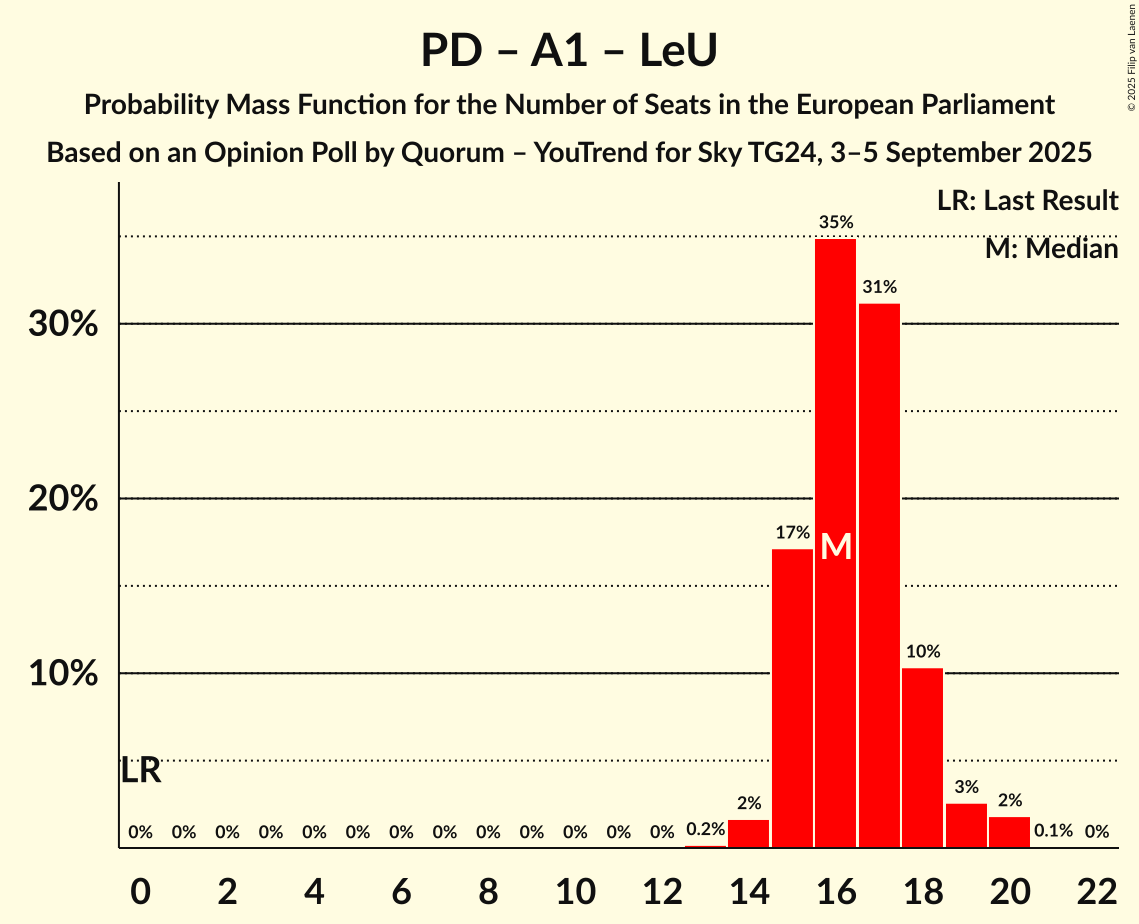 PD – A1 – LeU
Probability Mass Function for the Number of Seats in the European Parliament
Based on an Opinion Poll by Quorum – YouTrend for Sky TG24, 3–5 September 2025
© 2025 Filip van Laenen
LR: Last Result
M: Median
35%
31%
30%
20%
17%
M
10%
10%
LR
3%
2%
2%
0% 0% 0% 0% 0% 0% 0% 0% 0% 0% 0% 0% 0% 0.2% 0.1% 0%
0 2 4 6 8 10 12 14 16 18 20 22